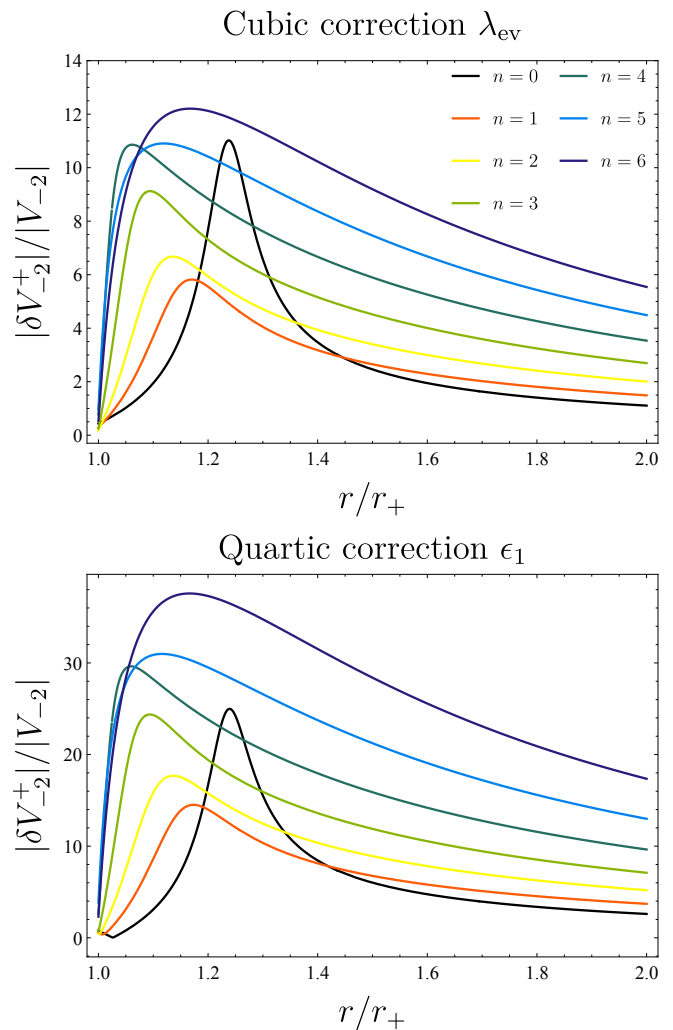 Cubic correction λ_ev
|δV⁺₋₂|/|V₋₂|
14
12
10
8
6
4
2
0
n = 0
n = 1
n = 2
n = 3
n = 4
n = 5
n = 6
1.0 1.2 1.4 1.6 1.8 2.0
r/r₊
Quartic correction ϵ₁
|δV⁺₋₂|/|V₋₂|
30
20
10
0
1.0 1.2 1.4 1.6 1.8 2.0
r/r₊